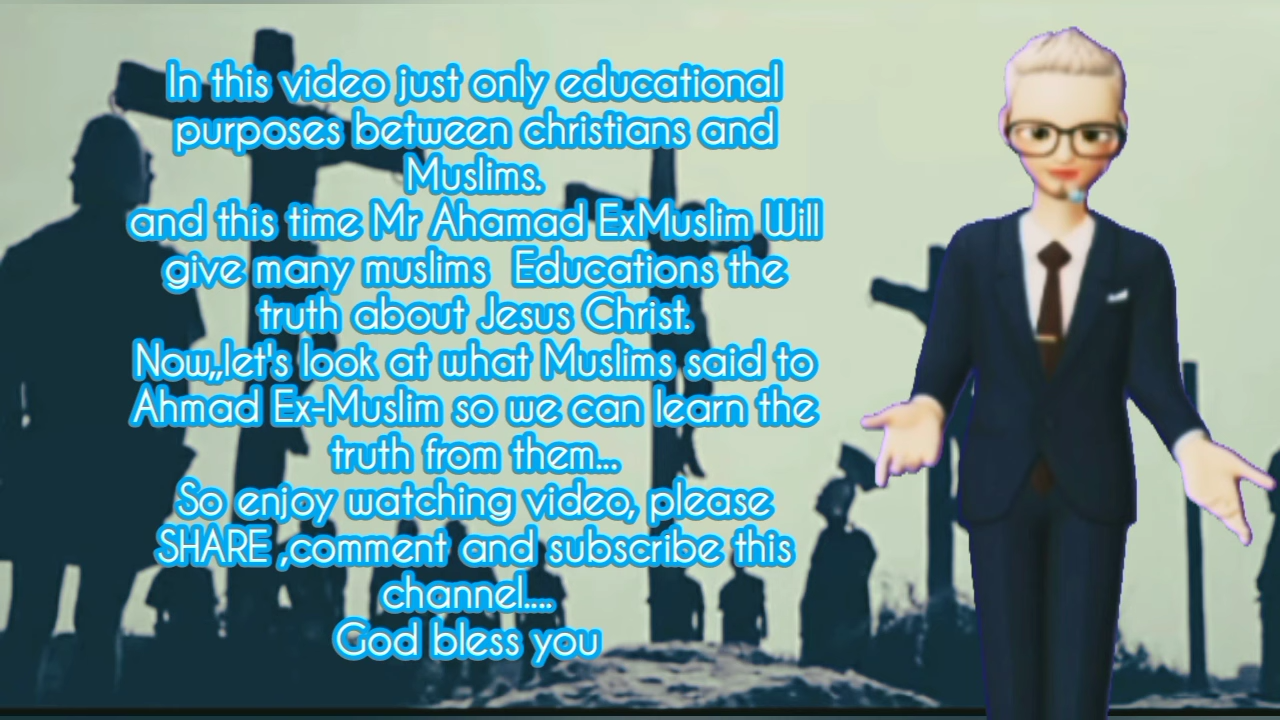 In this video just only educational
purposes between christians and
Muslims.
and this time Mr Ahamad ExMuslim Will
give many muslims Educations the
truth about Jesus Christ.
Now,,let's look at what Muslims said to
Ahmad Ex-Muslim so we can learn the
truth from them...
So enjoy watching video, please
SHARE ,comment and subscribe this
channel....
God bless you